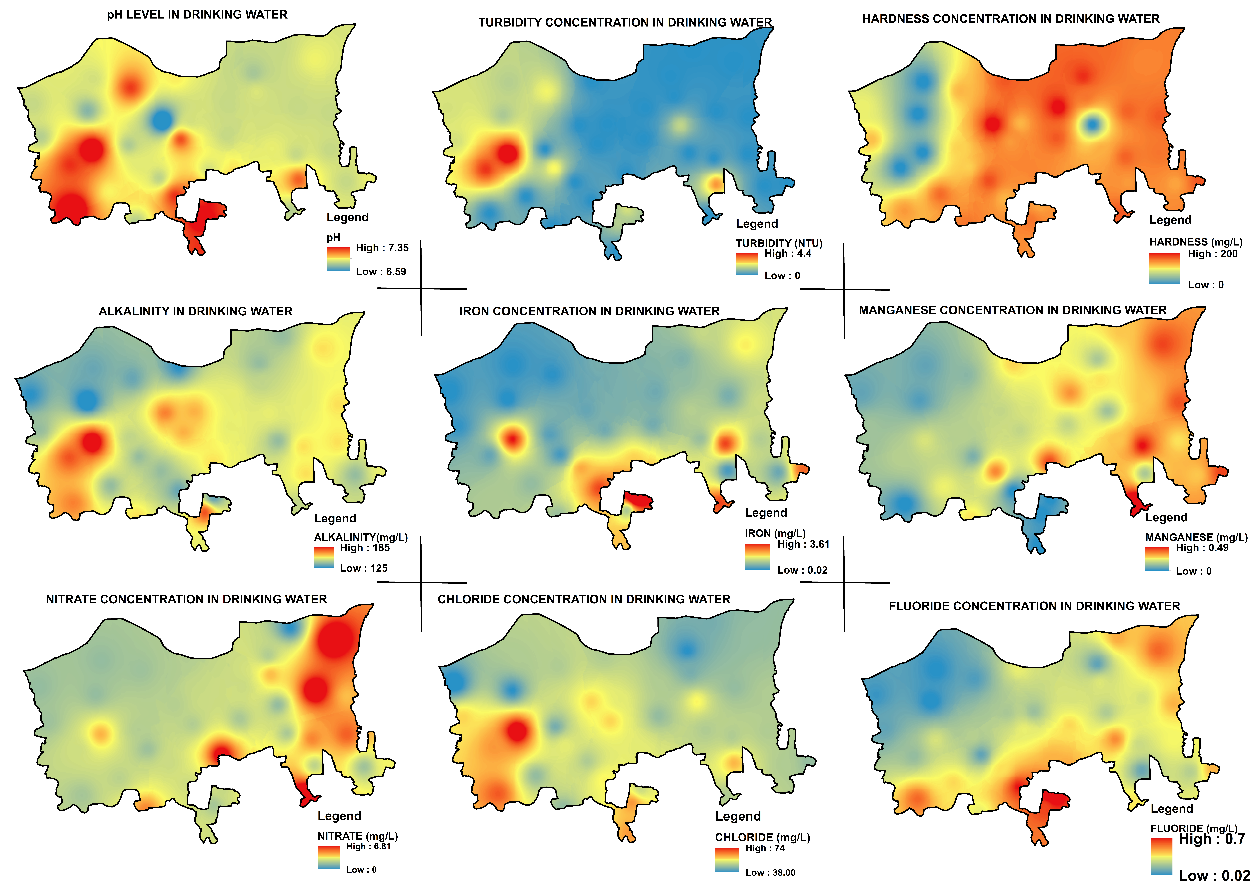 pH LEVEL IN DRINKING WATER
Legend
pH
High : 7.35
Low : 6.59
TURBIDITY CONCENTRATION IN DRINKING WATER
Legend
TURBIDITY (NTU)
High : 4.4
Low : 0
HARDNESS CONCENTRATION IN DRINKING WATER
Legend
HARDNESS (mg/L)
High : 200
Low : 0
ALKALINITY IN DRINKING WATER
Legend
ALKALINITY(mg/L)
High : 185
Low : 125
IRON CONCENTRATION IN DRINKING WATER
Legend
IRON (mg/L)
High : 3.61
Low : 0.02
MANGANESE CONCENTRATION IN DRINKING WATER
Legend
MANGANESE (mg/L)
High : 0.49
Low : 0
NITRATE CONCENTRATION IN DRINKING WATER
Legend
NITRATE (mg/L)
High : 6.81
Low : 0
CHLORIDE CONCENTRATION IN DRINKING WATER
Legend
CHLORIDE (mg/L)
High : 74
Low : 38.00
FLUORIDE CONCENTRATION IN DRINKING WATER
Legend
FLUORIDE (mg/L)
High : 0.7
Low : 0.02